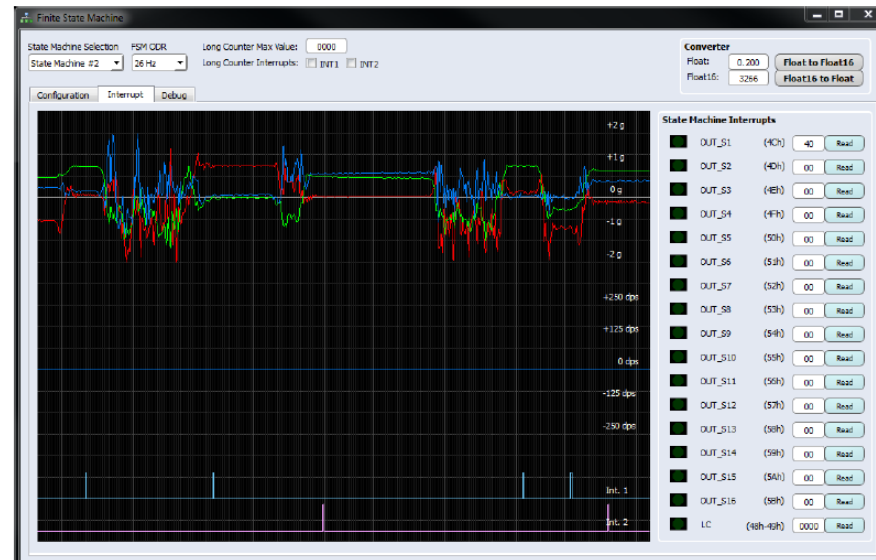 Finite State Machine
State Machine Selection FSM ODR Long Counter Max Value: 0000
State Machine #2 26 Hz Long Counter Interrupts: INT1 INT2
Converter
Float: 0.200 Float to Float16
Float16: 3266 Float16 to Float
Configuration Interrupt Debug
+2 g
+1 g
0 g
-1 g
-2 g
+250 dps
+125 dps
0 dps
-125 dps
-250 dps
Int. 1
Int. 2
State Machine Interrupts
OUT_S1 (4Ch) 40 Read
OUT_S2 (4Dh) 00 Read
OUT_S3 (4Eh) 00 Read
OUT_S4 (4Fh) 00 Read
OUT_S5 (50h) 00 Read
OUT_S6 (51h) 00 Read
OUT_S7 (52h) 00 Read
OUT_S8 (53h) 00 Read
OUT_S9 (54h) 00 Read
OUT_S10 (55h) 00 Read
OUT_S11 (56h) 00 Read
OUT_S12 (57h) 00 Read
OUT_S13 (58h) 00 Read
OUT_S14 (59h) 00 Read
OUT_S15 (5Ah) 00 Read
OUT_S16 (5Bh) 00 Read
LC (48h-49h) 0000 Read